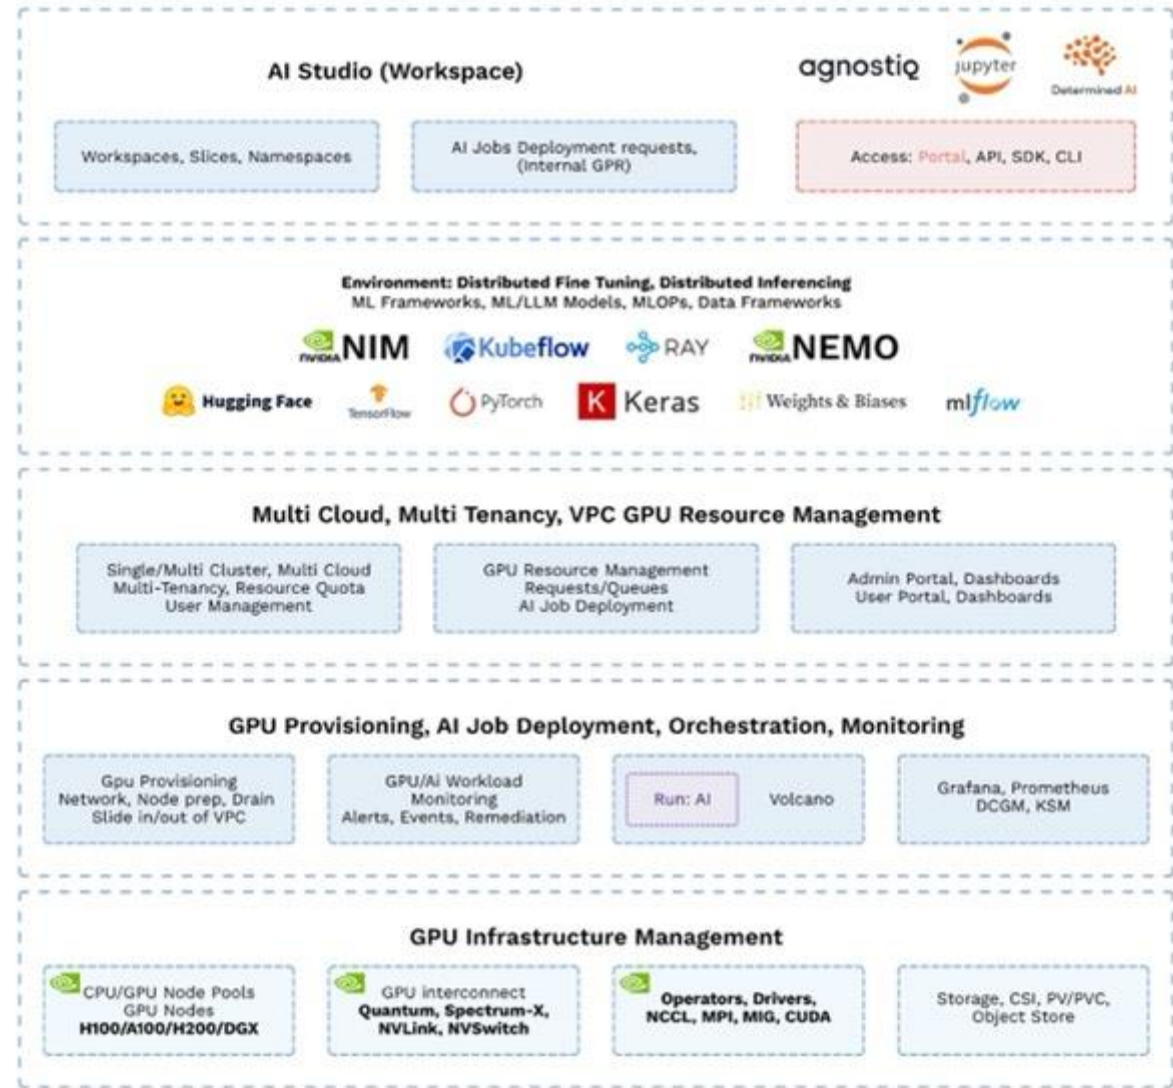 AI Studio (Workspace)
agnostiq
jupyter
Determined AI
Workspaces, Slices, Namespaces
AI Jobs Deployment requests,
(Internal GPR)
Access: Portal, API, SDK, CLI
Environment: Distributed Fine Tuning, Distributed Inferencing
ML Frameworks, ML/LLM Models, MLOPs, Data Frameworks
NVIDIA NIM
Kubeflow
RAY
NVIDIA NEMO
Hugging Face
TensorFlow
PyTorch
K Keras
Weights & Biases
mlflow
Multi Cloud, Multi Tenancy, VPC GPU Resource Management
Single/Multi Cluster, Multi Cloud
Multi-Tenancy, Resource Quota
User Management
GPU Resource Management
Requests/Queues
AI Job Deployment
Admin Portal, Dashboards
User Portal, Dashboards
GPU Provisioning, AI Job Deployment, Orchestration, Monitoring
Gpu Provisioning
Network, Node prep, Drain
Slide in/out of VPC
GPU/Ai Workload
Monitoring
Alerts, Events, Remediation
Run: AI
Volcano
Grafana, Prometheus
DCGM, KSM
GPU Infrastructure Management
CPU/GPU Node Pools
GPU Nodes
H100/A100/H200/DGX
GPU interconnect
Quantum, Spectrum-X,
NVLink, NVSwitch
Operators, Drivers,
NCCL, MPI, MIG, CUDA
Storage, CSI, PV/PVC,
Object Store